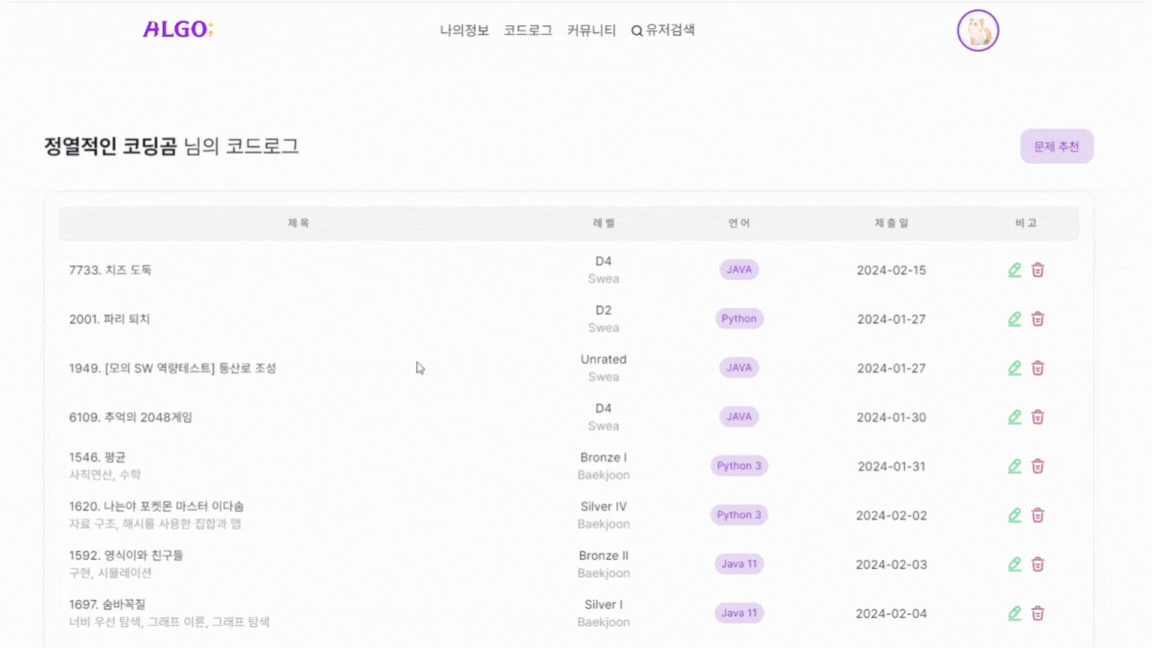 ALGO;
나의정보 코드로그 커뮤니티 유저검색
정열적인 코딩곰 님의 코드로그
문제 추천
제목 레벨 언어 제출일 비고
7733. 치즈 도둑 D4 Swea JAVA 2024-02-15
2001. 파리 퇴치 D2 Swea Python 2024-01-27
1949. [모의 SW 역량테스트] 등산로 조성 Unrated Swea JAVA 2024-01-27
6109. 추억의 2048게임 D4 Swea JAVA 2024-01-30
1546. 평균 Bronze I Python 3 2024-01-31
사칙연산, 수학 Baekjoon
1620. 나는야 포켓몬 마스터 이다솜 Silver IV Python 3 2024-02-02
자료 구조, 해시를 사용한 집합과 맵 Baekjoon
1592. 영식이와 친구들 Bronze II Java 11 2024-02-03
구현, 시뮬레이션 Baekjoon
1697. 숨바꼭질 Silver I Java 11 2024-02-04
너비 우선 탐색, 그래프 이론, 그래프 탐색 Baekjoon